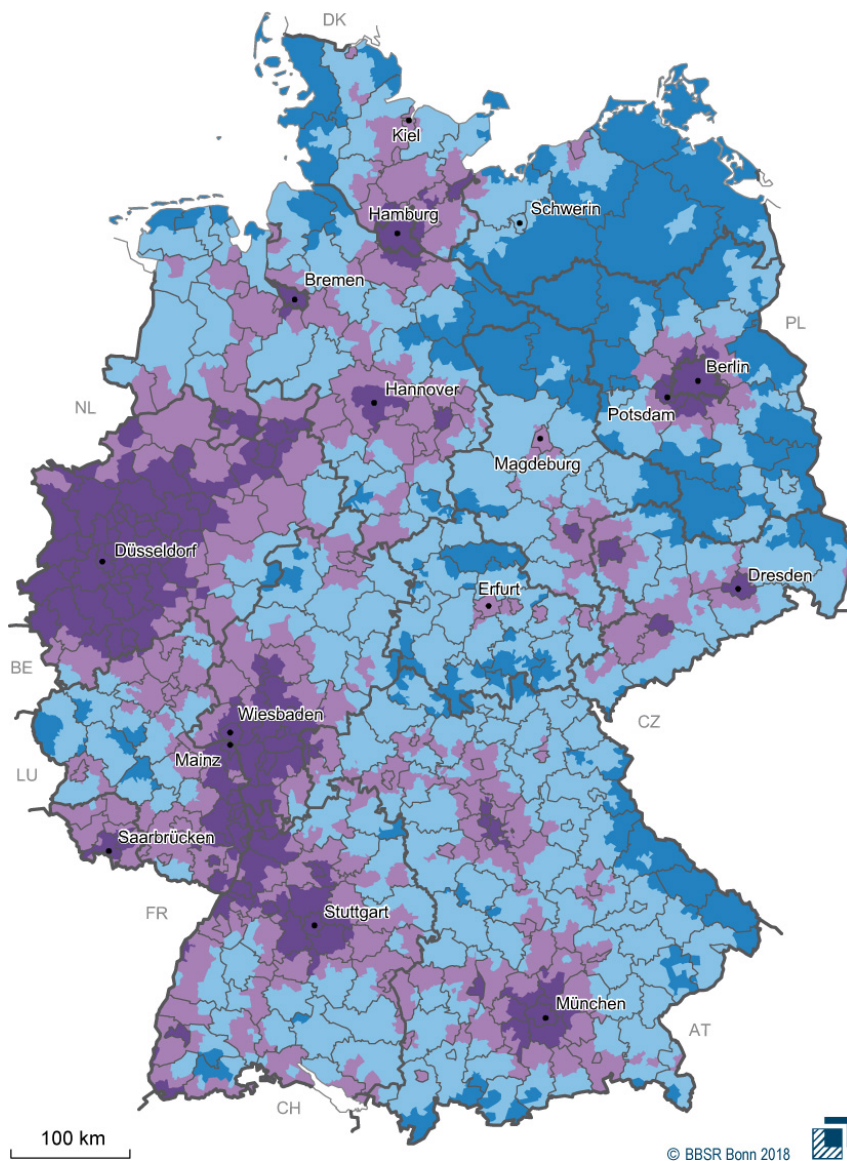 DK
Kiel
Hamburg
Schwerin
Bremen
PL
Berlin
Hannover
Potsdam
NL
Magdeburg
Düsseldorf
Dresden
Erfurt
BE
Wiesbaden
CZ
Mainz
LU
Saarbrücken
FR
Stuttgart
München
AT
CH
100 km
© BBSR Bonn 2018